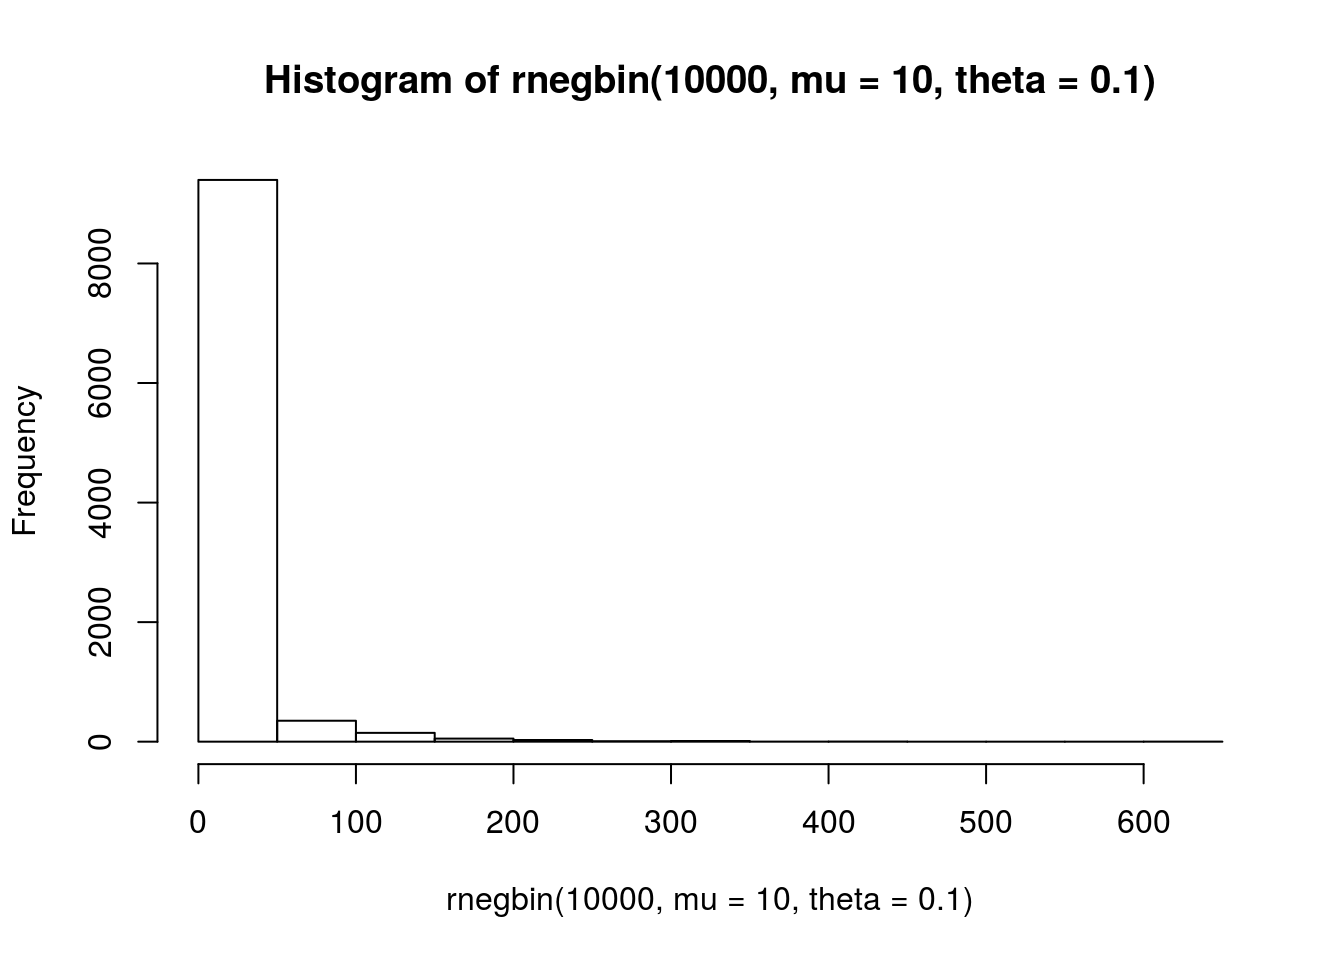 Histogram of rnegbin(10000, mu = 10, theta = 0.1)
Frequency
8000
6000
4000
2000
0
0 100 200 300 400 500 600
rnegbin(10000, mu = 10, theta = 0.1)